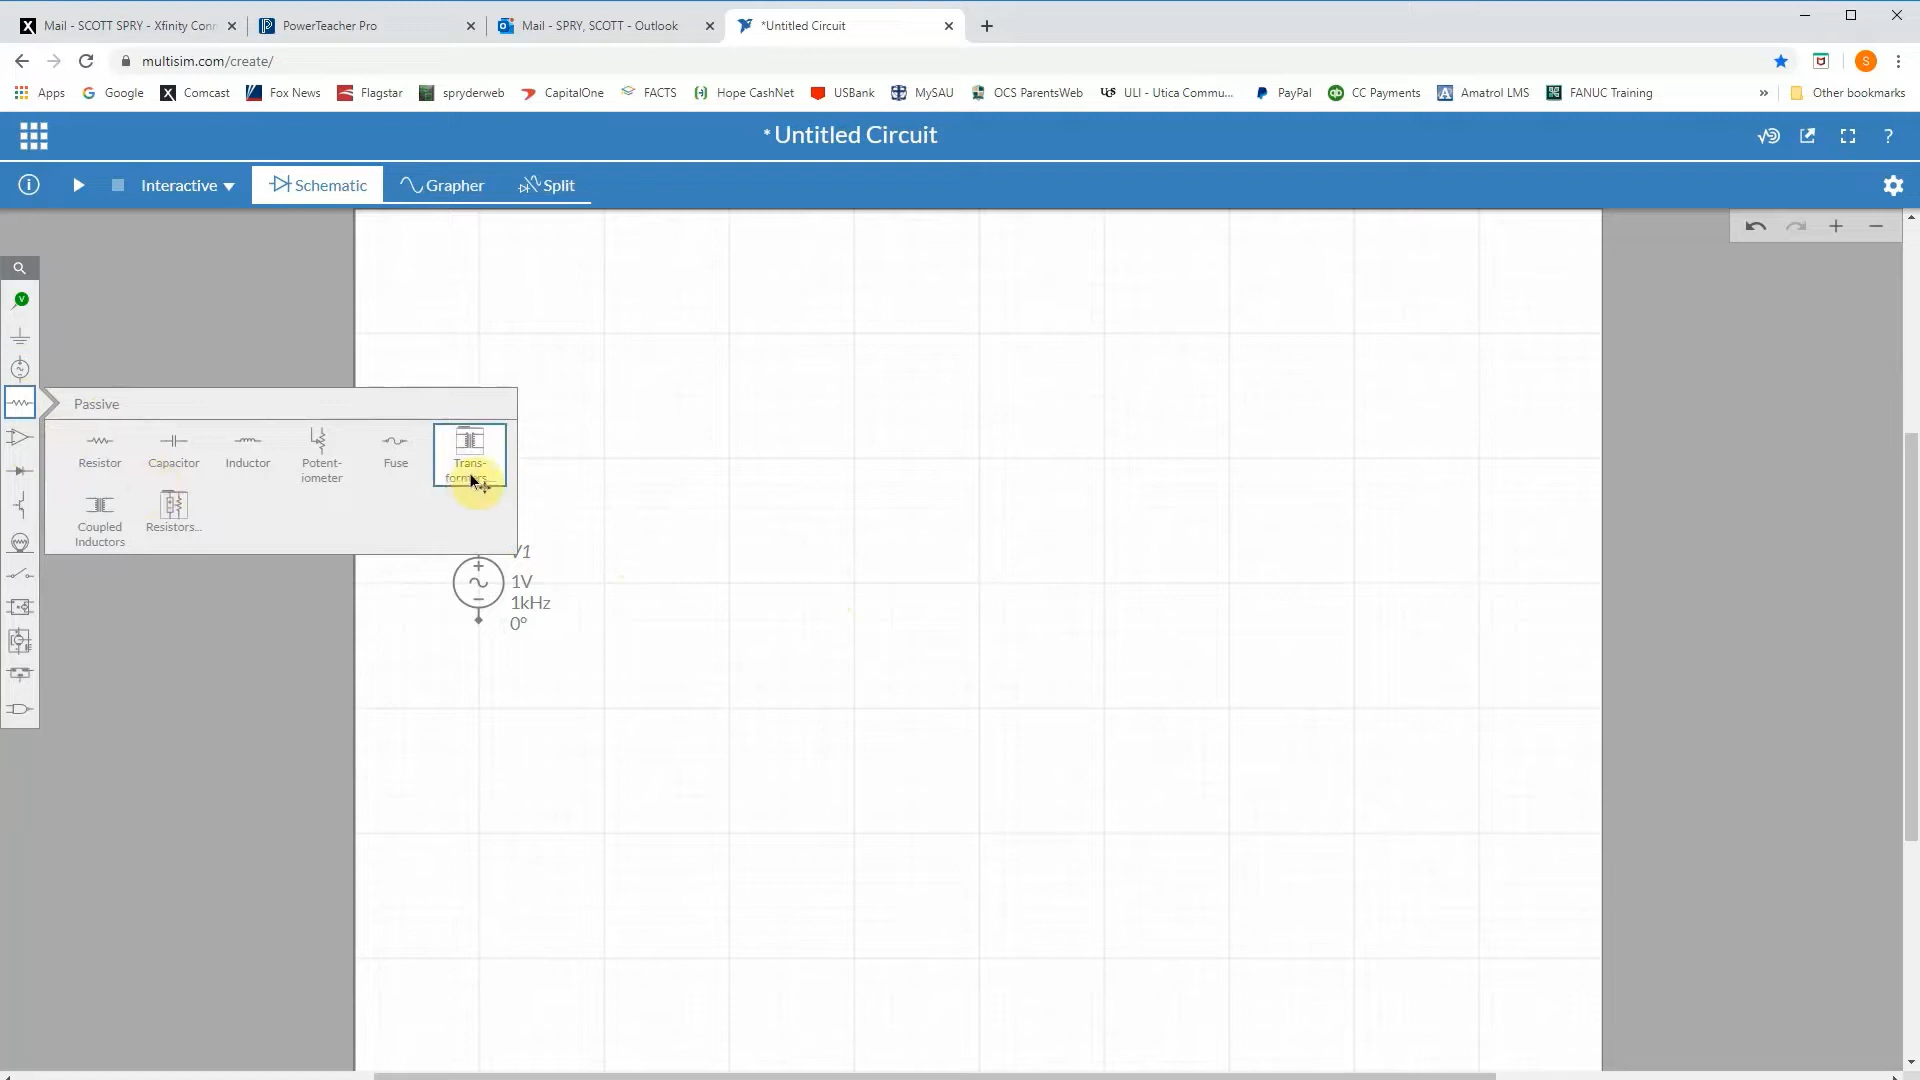 Mail - SCOTT SPRY - Xfinity Conn
PowerTeacher Pro
Mail - SPRY, SCOTT - Outlook
*Untitled Circuit
multisim.com/create/
S
Apps
Google
Comcast
Fox News
Flagstar
spryderweb
CapitalOne
FACTS
Hope CashNet
USBank
MySAU
OCS ParentsWeb
ULI - Utica Commu...
PayPal
CC Payments
Amatrol LMS
FANUC Training
»
Other bookmarks
*Untitled Circuit
?
Interactive
Schematic
Grapher
Split
V
Passive
Resistor
Capacitor
Inductor
Potent-
iometer
Fuse
Trans-
formers...
Coupled
Inductors
Resistors...
V1
1V
1kHz
0°